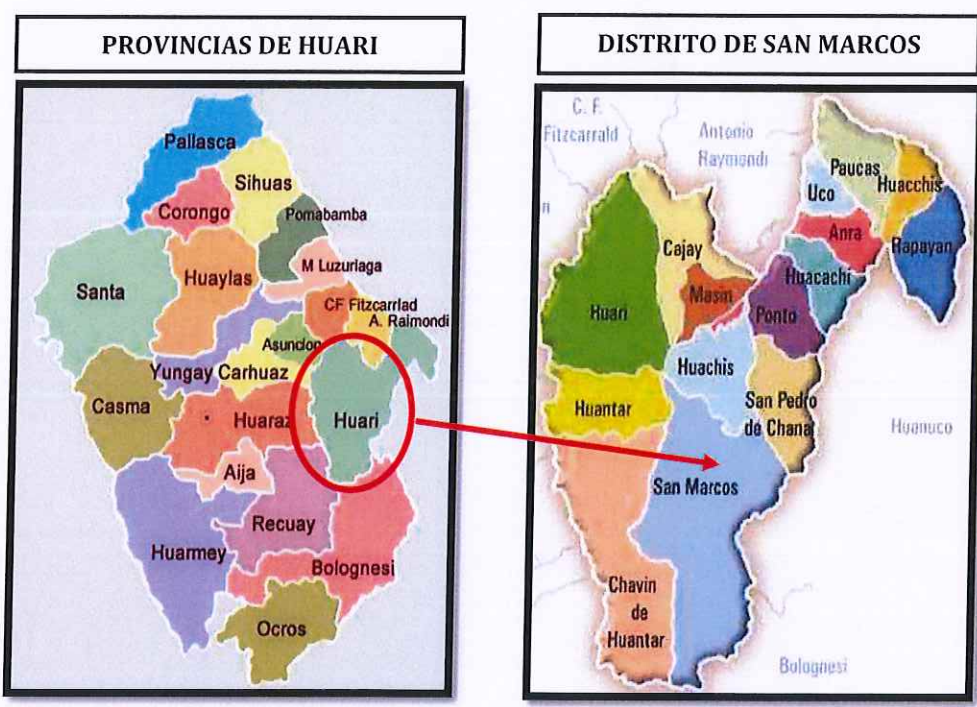 PROVINCIAS DE HUARI
Pallasca
Sihuas
Corongo
Pomabamba
M Luzuriaga
Huaylas
Santa
CF Fitzcarrlad
A. Raimondi
Asuncion
Yungay
Carhuaz
Casma
Huaraz
Huari
Aija
Recuay
Huarmey
Bolognesi
Ocros
DISTRITO DE SAN MARCOS
C. F.
Fitzcarrald
Antonio
Raymondi
n
Paucas
Huacchis
Uco
Anra
Rapayan
Cajay
Huacachi
Masin
Huari
Ponto
Huachis
Huantar
San Pedro
de Chana
Huanuco
San Marcos
Chavin
de
Huantar
Bolognesi